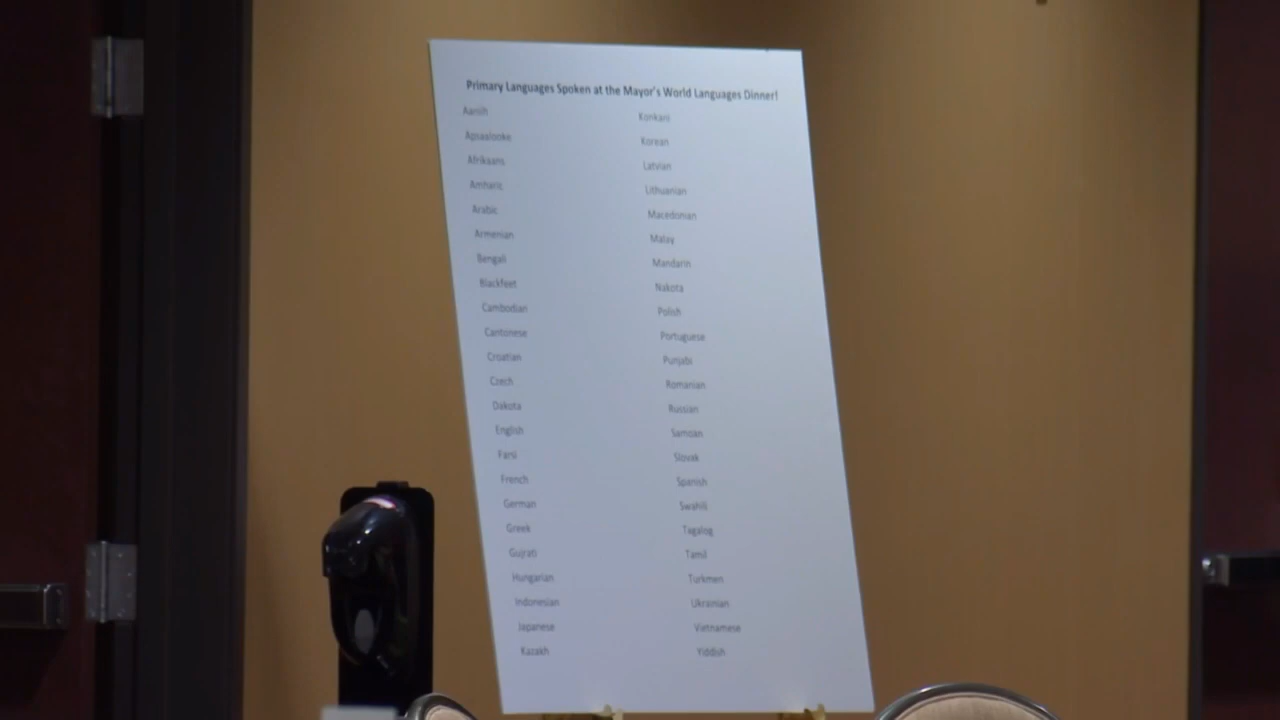 Primary Languages Spoken at the Mayor's World Languages Dinner!
Aaniih
Apsaalooke
Afrikaans
Amharic
Arabic
Armenian
Bengali
Blackfeet
Cambodian
Cantonese
Croatian
Czech
Dakota
English
Farsi
French
German
Greek
Gujrati
Hungarian
Indonesian
Japanese
Kazakh
Konkani
Korean
Latvian
Lithuanian
Macedonian
Malay
Mandarin
Nakota
Polish
Portuguese
Punjabi
Romanian
Russian
Samoan
Slovak
Spanish
Swahili
Tagalog
Tamil
Turkmen
Ukrainian
Vietnamese
Yiddish